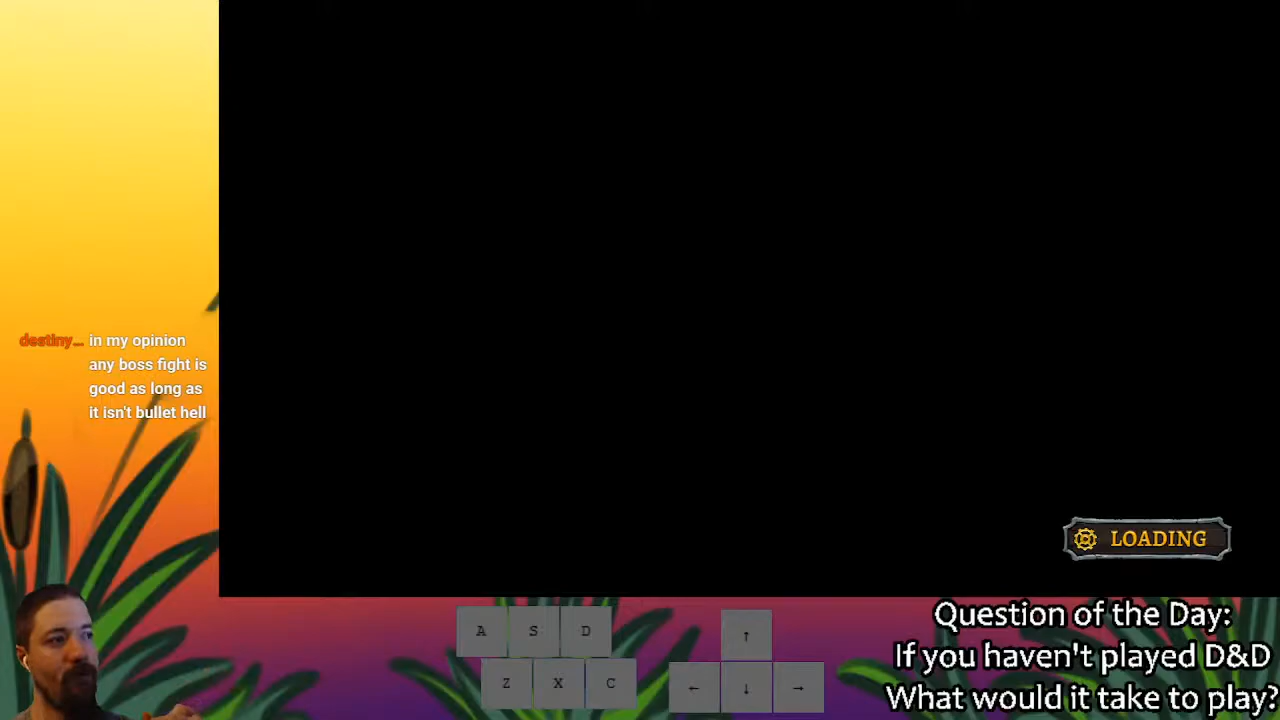 destiny... in my opinion
any boss fight is
good as long as
it isn't bullet hell
LOADING
A S D ↑
Z X C ← ↓ →
Question of the Day:
If you haven't played D&D
What would it take to play?